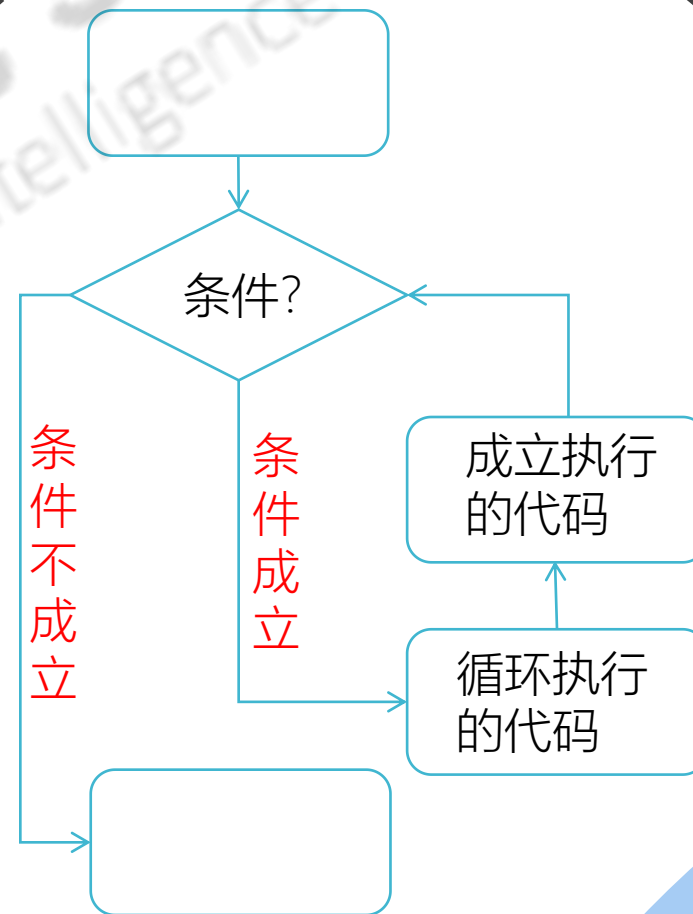 条件？
条件不成立
条件成立
成立执行
的代码
循环执行
的代码